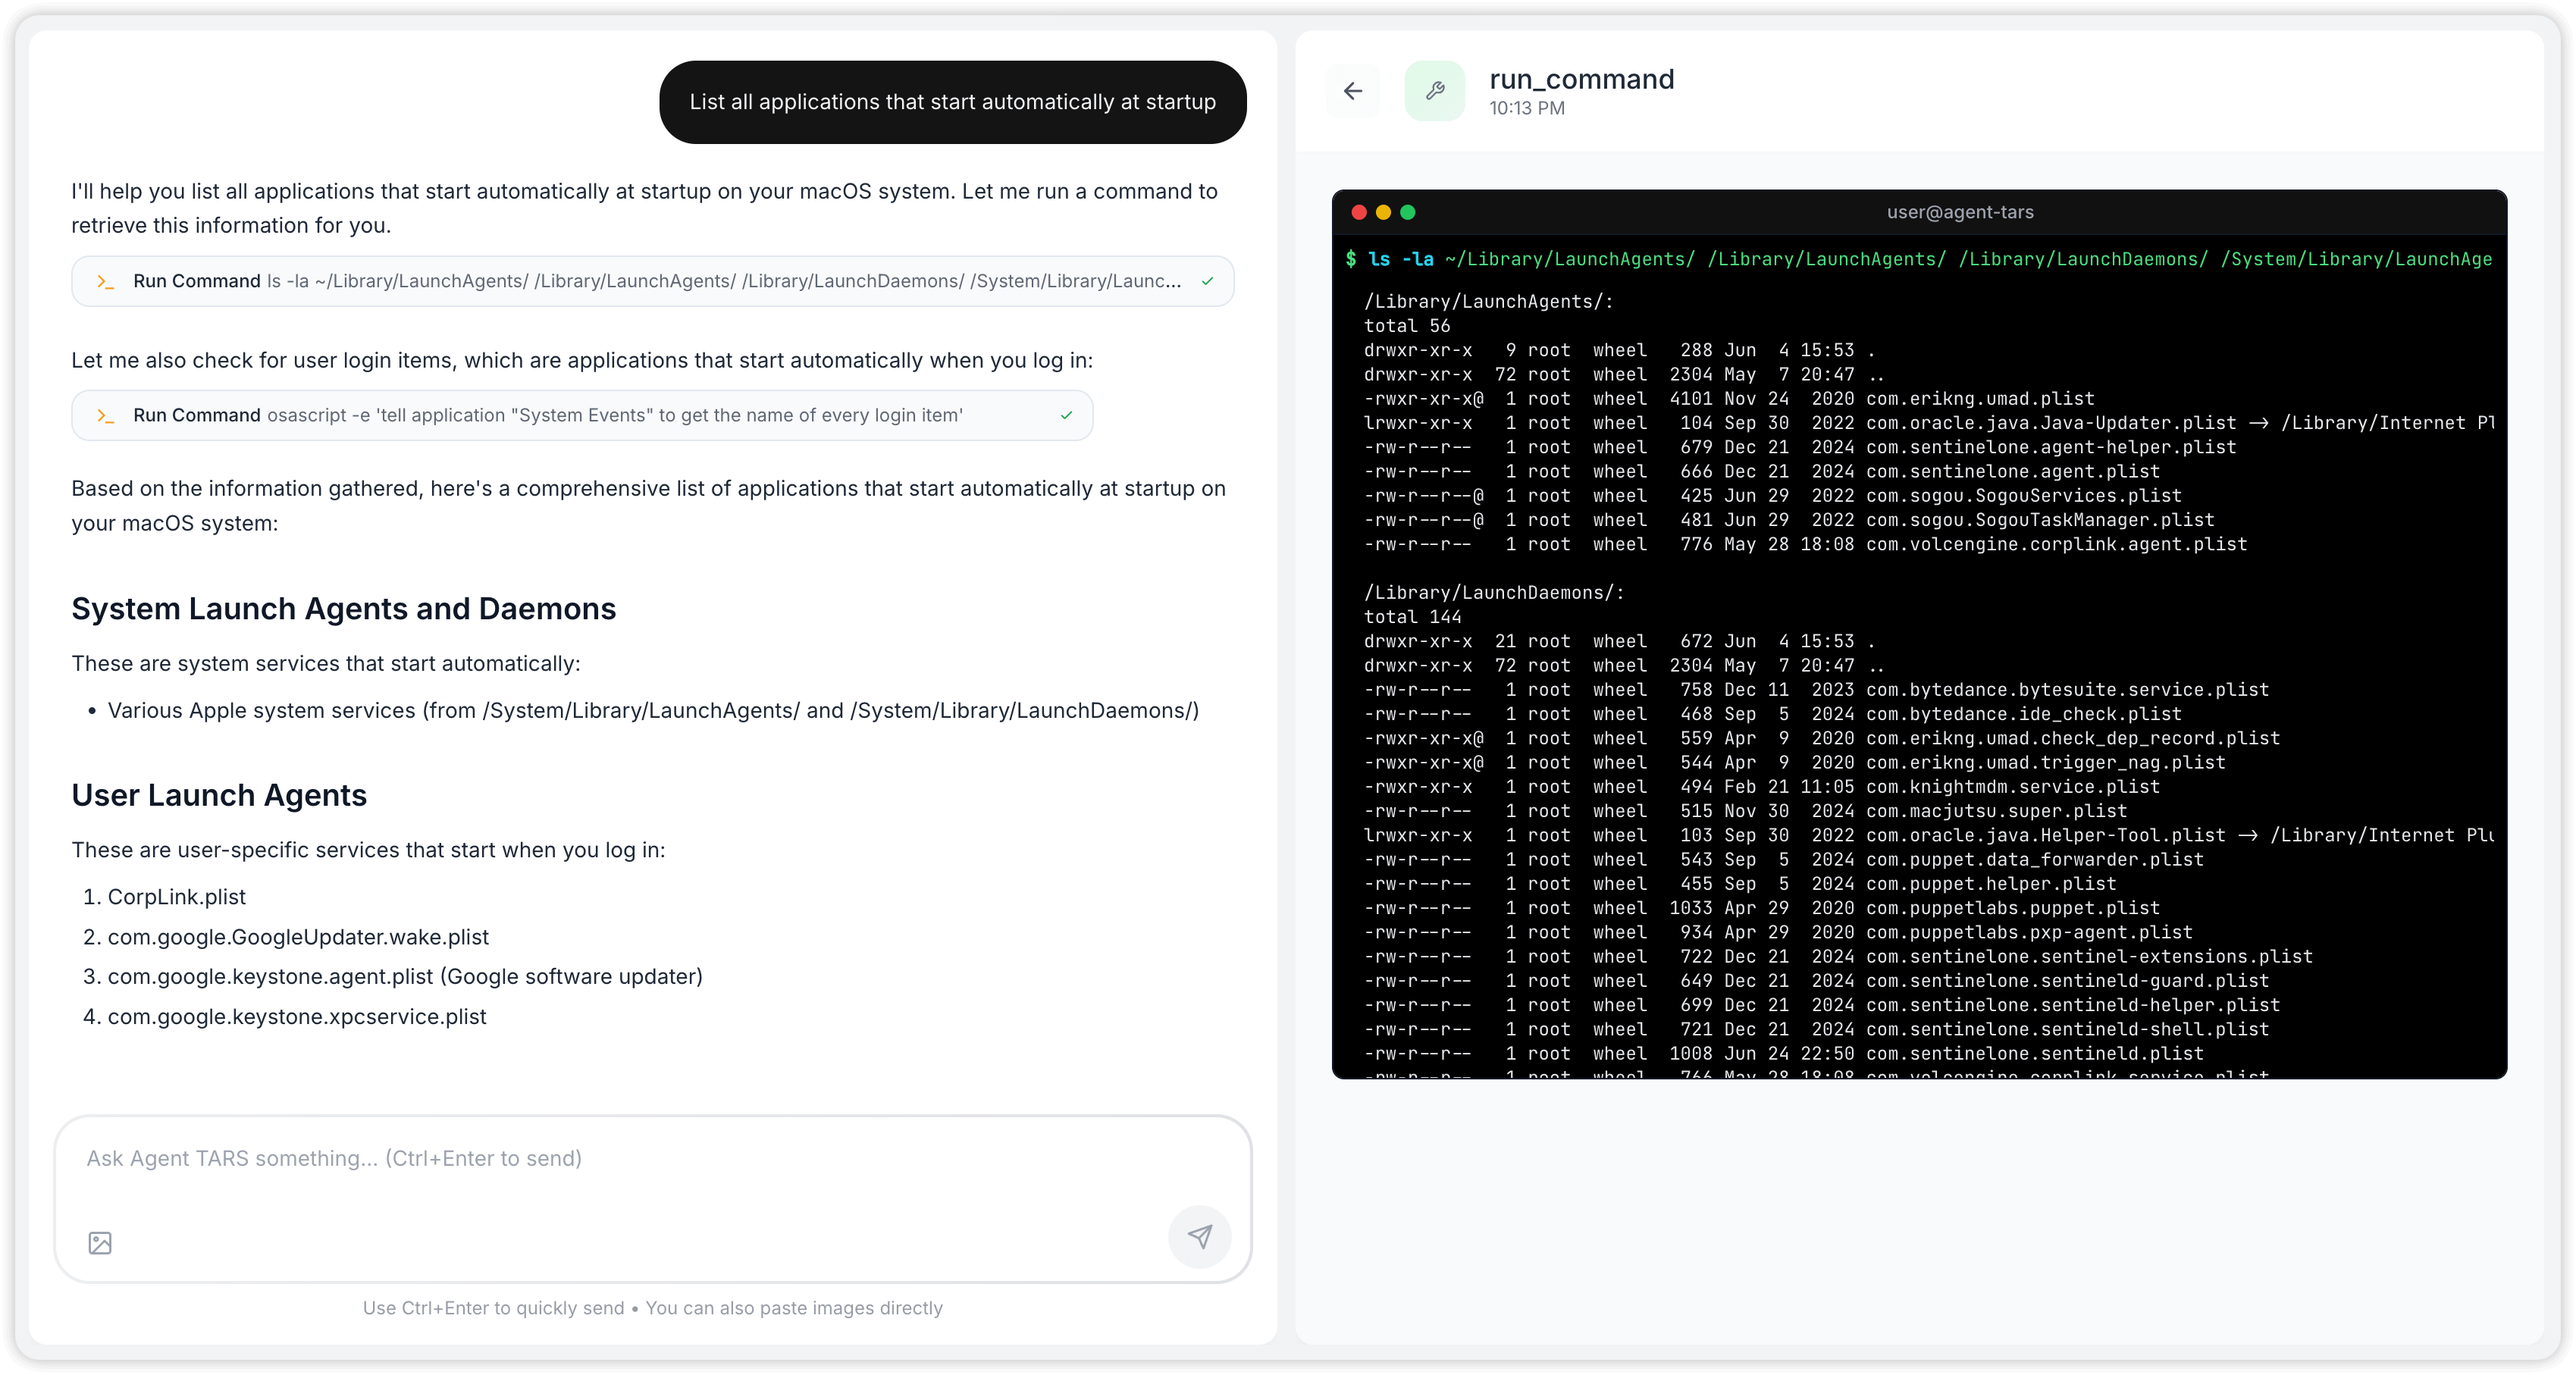 List all applications that start automatically at startup
I'll help you list all applications that start automatically at startup on your macOS system. Let me run a command to
retrieve this information for you.
Run Command ls -la ~/Library/LaunchAgents/ /Library/LaunchAgents/ /Library/LaunchDaemons/ /System/Library/Launc...
Let me also check for user login items, which are applications that start automatically when you log in:
Run Command osascript -e 'tell application "System Events" to get the name of every login item'
Based on the information gathered, here's a comprehensive list of applications that start automatically at startup on
your macOS system:
System Launch Agents and Daemons
These are system services that start automatically:
• Various Apple system services (from /System/Library/LaunchAgents/ and /System/Library/LaunchDaemons/)
User Launch Agents
These are user-specific services that start when you log in:
1. CorpLink.plist
2. com.google.GoogleUpdater.wake.plist
3. com.google.keystone.agent.plist (Google software updater)
4. com.google.keystone.xpcservice.plist
Ask Agent TARS something... (Ctrl+Enter to send)
Use Ctrl+Enter to quickly send • You can also paste images directly
run_command
10:13 PM
user@agent-tars
$ ls -la ~/Library/LaunchAgents/ /Library/LaunchAgents/ /Library/LaunchDaemons/ /System/Library/LaunchAge
/Library/LaunchAgents/:
total 56
drwxr-xr-x 9 root wheel 288 Jun 4 15:53 .
drwxr-xr-x 72 root wheel 2304 May 7 20:47 ..
-rwxr-xr-x@ 1 root wheel 4101 Nov 24 2020 com.erikng.umad.plist
lrwxr-xr-x 1 root wheel 104 Sep 30 2022 com.oracle.java.Java-Updater.plist -> /Library/Internet Pl
-rw-r--r-- 1 root wheel 679 Dec 21 2024 com.sentinelone.agent-helper.plist
-rw-r--r-- 1 root wheel 666 Dec 21 2024 com.sentinelone.agent.plist
-rw-r--r--@ 1 root wheel 425 Jun 29 2022 com.sogou.SogouServices.plist
-rw-r--r--@ 1 root wheel 481 Jun 29 2022 com.sogou.SogouTaskManager.plist
-rw-r--r-- 1 root wheel 776 May 28 18:08 com.volcengine.corplink.agent.plist
/Library/LaunchDaemons/:
total 144
drwxr-xr-x 21 root wheel 672 Jun 4 15:53 .
drwxr-xr-x 72 root wheel 2304 May 7 20:47 ..
-rw-r--r-- 1 root wheel 758 Dec 11 2023 com.bytedance.bytesuite.service.plist
-rw-r--r-- 1 root wheel 468 Sep 5 2024 com.bytedance.ide_check.plist
-rwxr-xr-x@ 1 root wheel 559 Apr 9 2020 com.erikng.umad.check_dep_record.plist
-rwxr-xr-x@ 1 root wheel 544 Apr 9 2020 com.erikng.umad.trigger_nag.plist
-rwxr-xr-x 1 root wheel 494 Feb 21 11:05 com.knightmdm.service.plist
-rw-r--r-- 1 root wheel 515 Nov 30 2024 com.macjutsu.super.plist
lrwxr-xr-x 1 root wheel 103 Sep 30 2022 com.oracle.java.Helper-Tool.plist -> /Library/Internet Plu
-rw-r--r-- 1 root wheel 543 Sep 5 2024 com.puppet.data_forwarder.plist
-rw-r--r-- 1 root wheel 455 Sep 5 2024 com.puppet.helper.plist
-rw-r--r-- 1 root wheel 1033 Apr 29 2020 com.puppetlabs.puppet.plist
-rw-r--r-- 1 root wheel 934 Apr 29 2020 com.puppetlabs.pxp-agent.plist
-rw-r--r-- 1 root wheel 722 Dec 21 2024 com.sentinelone.sentinel-extensions.plist
-rw-r--r-- 1 root wheel 649 Dec 21 2024 com.sentinelone.sentineld-guard.plist
-rw-r--r-- 1 root wheel 699 Dec 21 2024 com.sentinelone.sentineld-helper.plist
-rw-r--r-- 1 root wheel 721 Dec 21 2024 com.sentinelone.sentineld-shell.plist
-rw-r--r-- 1 root wheel 1008 Jun 24 22:50 com.sentinelone.sentineld.plist
-rw-r--r-- 1 root wheel 766 May 28 18:08 com.volcengine.corplink.service.plist